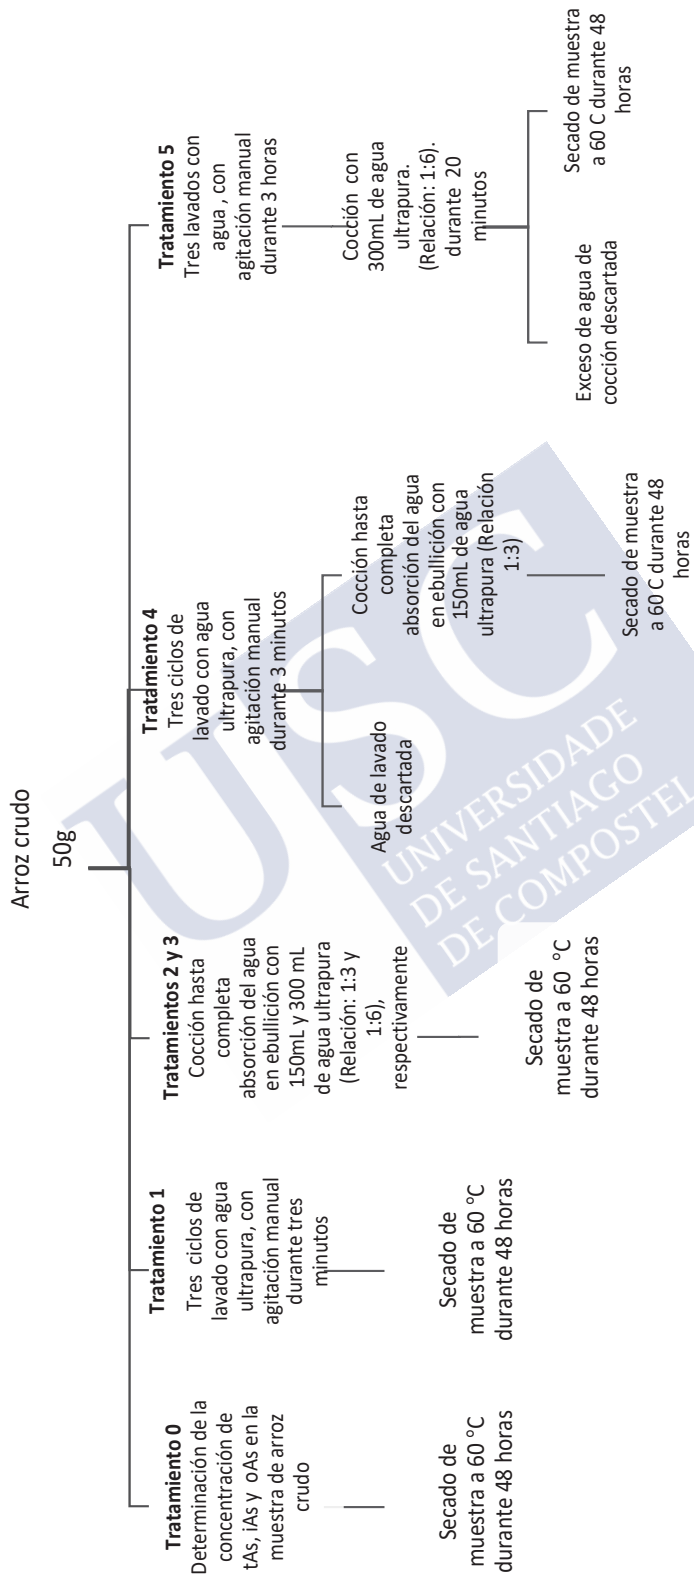 Arroz crudo
50g
Tratamiento 0
Determinación de la
concentración de
tAs, iAs y oAs en la
muestra de arroz
crudo
Secado de
muestra a 60 °C
durante 48 horas
Tratamiento 1
Tres ciclos de
lavado con agua
ultrapura, con
agitación manual
durante tres
minutos
Secado de
muestra a 60 °C
durante 48 horas
Tratamientos 2 y 3
Cocción hasta
completa
absorción del agua
en ebullición con
150mL y 300 mL
de agua ultrapura
(Relación: 1:3 y
1:6),
respectivamente
Secado de
muestra a 60 °C
durante 48 horas
Tratamiento 4
Tres ciclos de
lavado con agua
ultrapura, con
agitación manual
durante 3 minutos
Agua de lavado
descartada
Cocción hasta
completa
absorción del agua
en ebullición con
150mL de agua
ultrapura (Relación
1:3)
Secado de muestra
a 60 C durante 48
horas
Tratamiento 5
Tres lavados con
agua , con
agitación manual
durante 3 horas
Cocción con
300mL de agua
ultrapura.
(Relación: 1:6).
durante 20
minutos
Exceso de agua de
cocción descartada
Secado de muestra
a 60 C durante 48
horas
USC
UNIVERSIDADE
DE SANTIAGO
DE COMPOSTEL